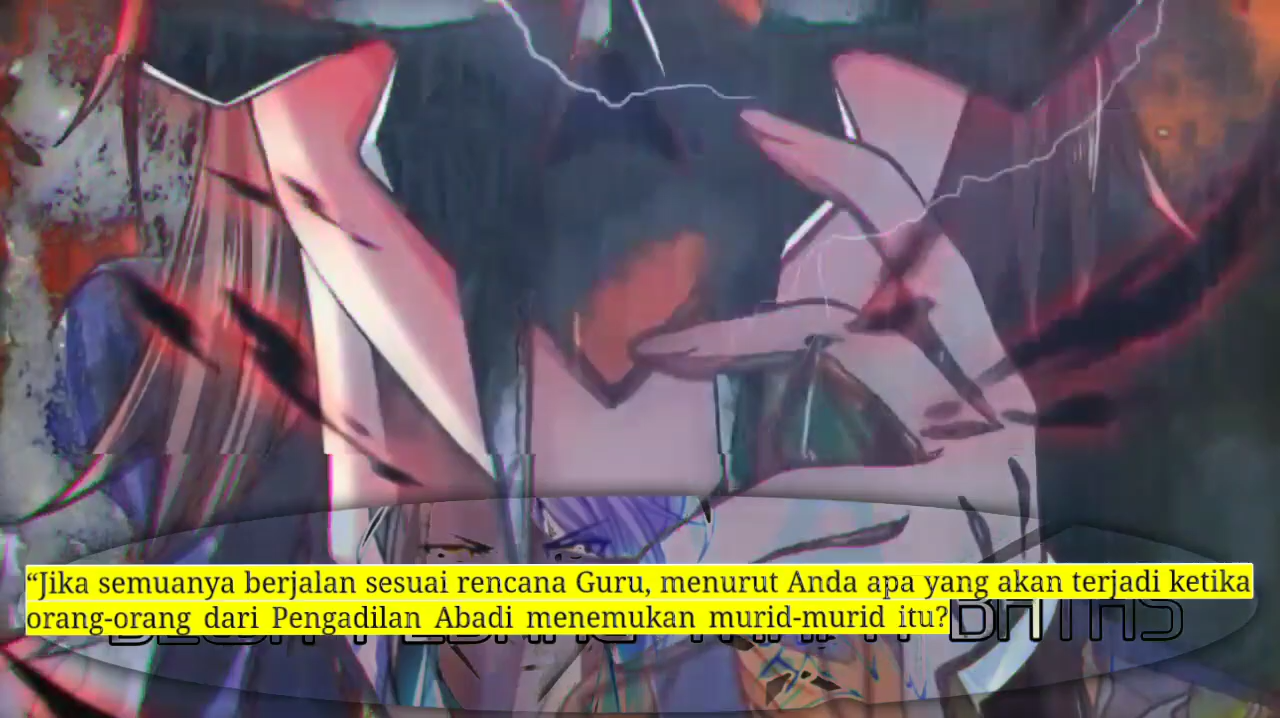 “Jika semuanya berjalan sesuai rencana Guru, menurut Anda apa yang akan terjadi ketika
orang-orang dari Pengadilan Abadi menemukan murid-murid itu?